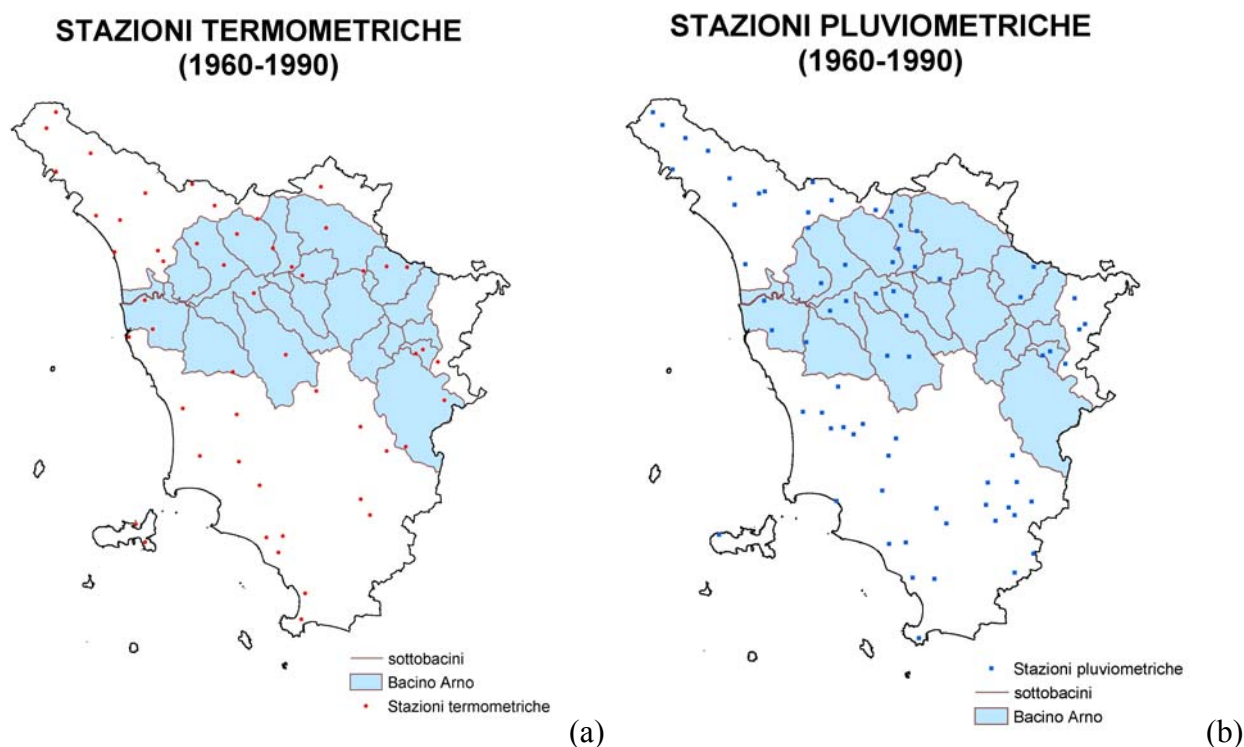 STAZIONI TERMOMETRICHE
(1960-1990)
sottobacini
Bacino Arno
Stazioni termometriche
(a)
STAZIONI PLUVIOMETRICHE
(1960-1990)
Stazioni pluviometriche
sottobacini
Bacino Arno
(b)